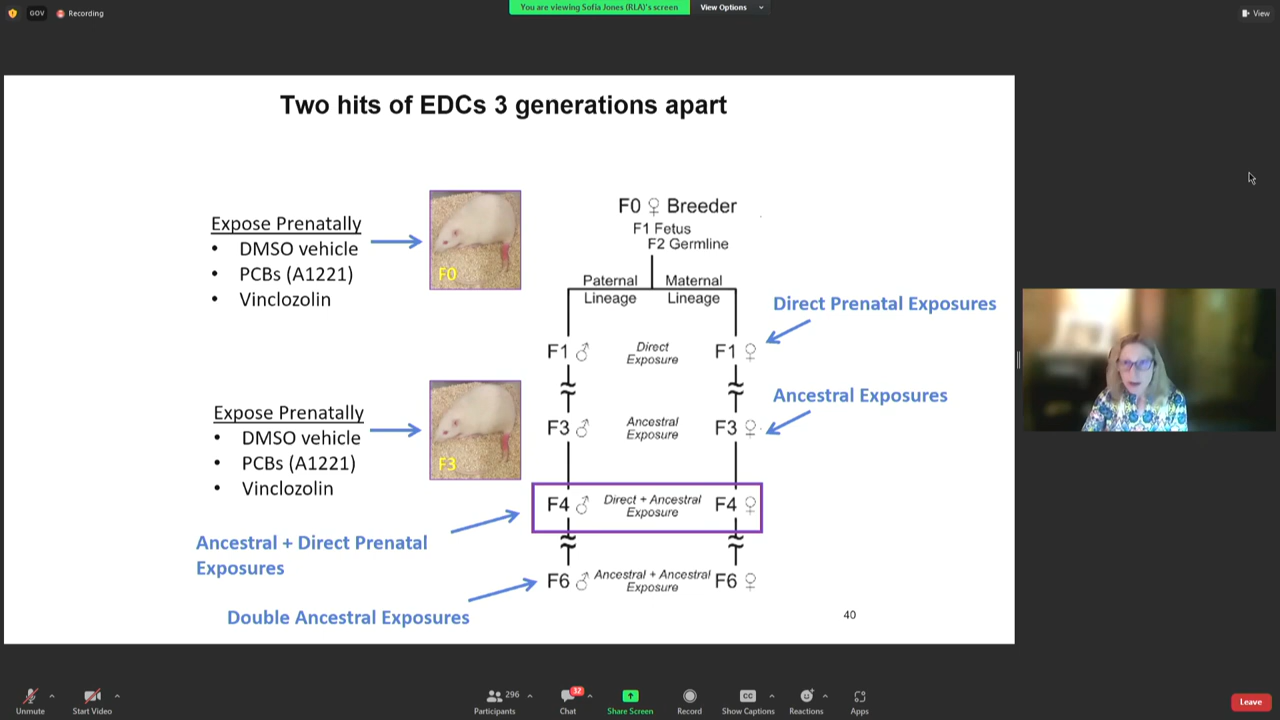 GOV
Recording
You are viewing Sofia Jones (RLA)'s screen
View Options
View
Two hits of EDCs 3 generations apart
Expose Prenatally
• DMSO vehicle
• PCBs (A1221)
• Vinclozolin
F0
F0 ♀ Breeder
F1 Fetus
F2 Germline
Paternal Lineage
Maternal Lineage
Direct Prenatal Exposures
F1 ♂
Direct
Exposure
F1 ♀
Ancestral Exposures
F3 ♂
Ancestral
Exposure
F3 ♀
Expose Prenatally
• DMSO vehicle
• PCBs (A1221)
• Vinclozolin
F3
F4 ♂
Direct + Ancestral
Exposure
F4 ♀
Ancestral + Direct Prenatal
Exposures
F6 ♂
Ancestral + Ancestral
Exposure
F6 ♀
Double Ancestral Exposures
40
Unmute
Start Video
296
Participants
32
Chat
Share Screen
Record
CC
Show Captions
Reactions
Apps
Leave